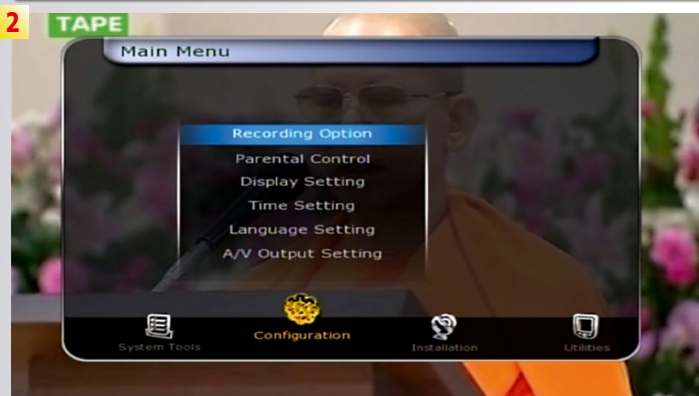 2
TAPE
Main Menu
Recording Option
Parental Control
Display Setting
Time Setting
Language Setting
A/V Output Setting
System Tools
Configuration
Installation
Utilities